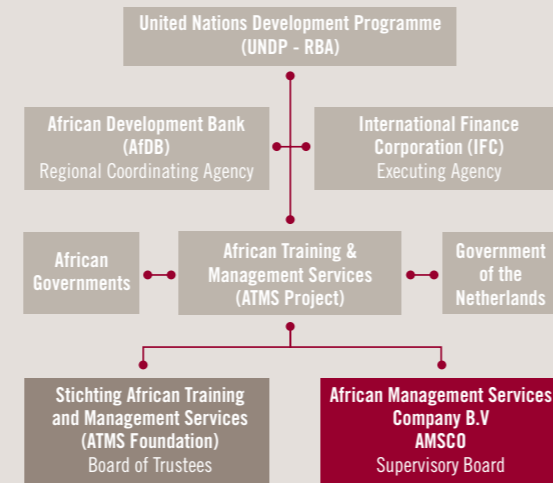 United Nations Development Programme
(UNDP - RBA)
African Development Bank
(AfDB)
Regional Coordinating Agency
International Finance
Corporation (IFC)
Executing Agency
African
Governments
African Training &
Management Services
(ATMS Project)
Government
of the
Netherlands
Stichting African Training
and Management Services
(ATMS Foundation)
Board of Trustees
African Management Services
Company B.V
AMSCO
Supervisory Board